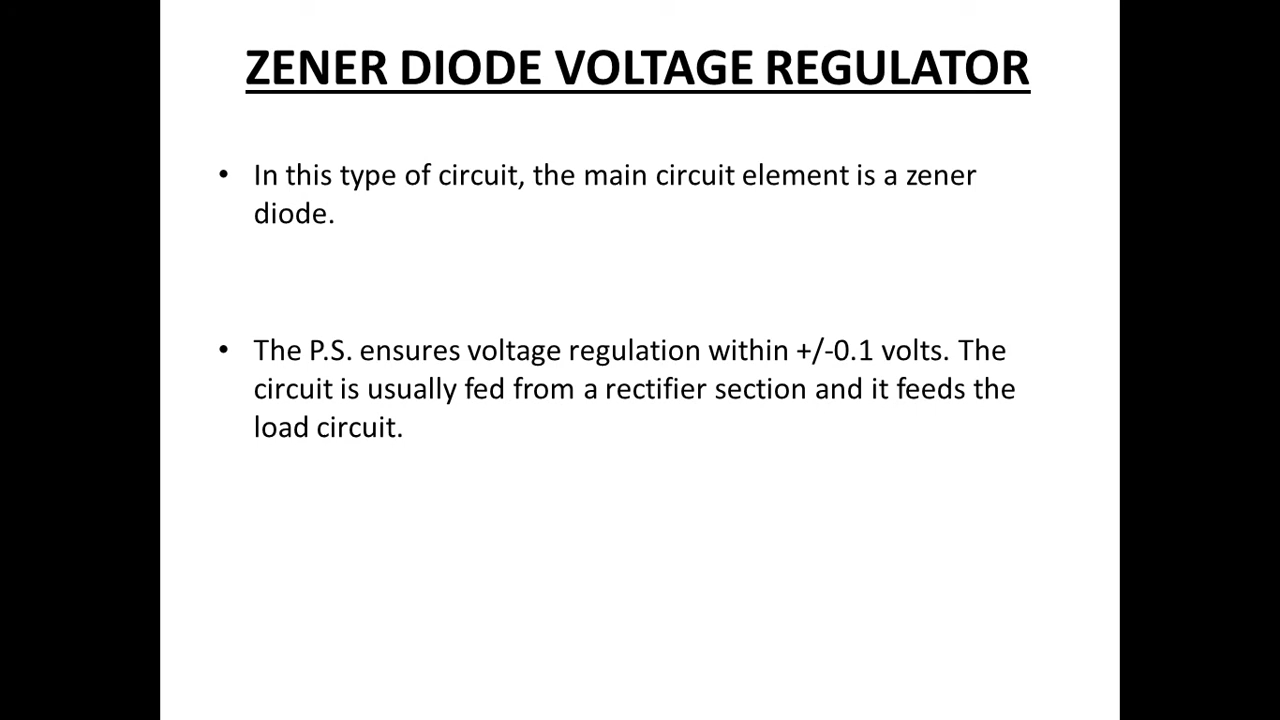 ZENER DIODE VOLTAGE REGULATOR
• In this type of circuit, the main circuit element is a zener
diode.
• The P.S. ensures voltage regulation within +/-0.1 volts. The
circuit is usually fed from a rectifier section and it feeds the
load circuit.